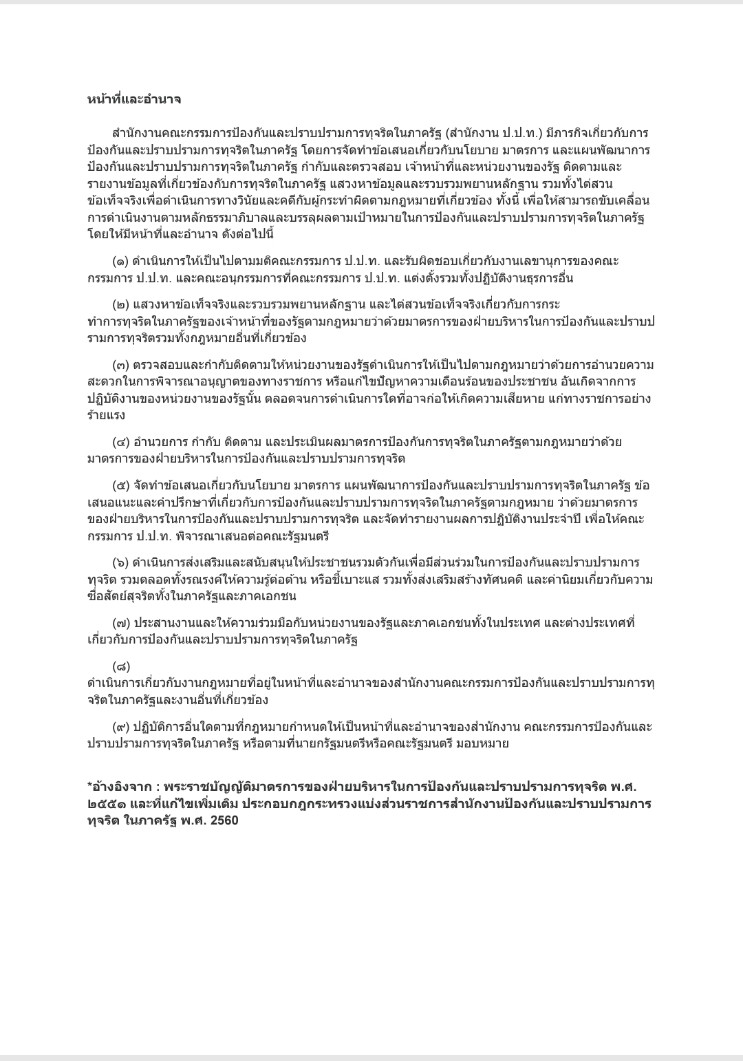 หน้าที่และอำนาจ
สำนักงานคณะกรรมการป้องกันและปราบปรามการทุจริตในภาครัฐ (สำนักงาน ป.ป.ท.) มีภารกิจเกี่ยวกับการ
ป้องกันและปราบปรามการทุจริตในภาครัฐ โดยการจัดทำข้อเสนอเกี่ยวกับนโยบาย มาตรการ และแผนพัฒนาการ
ป้องกันและปราบปรามการทุจริตในภาครัฐ กำกับและตรวจสอบ เจ้าหน้าที่และหน่วยงานของรัฐ ติดตามและ
รายงานข้อมูลที่เกี่ยวข้องกับการทุจริตในภาครัฐ แสวงหาข้อมูลและรวบรวมพยานหลักฐาน รวมทั้งไต่สวน
ข้อเท็จจริงเพื่อดำเนินการทางวินัยและคดีกับผู้กระทำผิดตามกฎหมายที่เกี่ยวข้อง ทั้งนี้ เพื่อให้สามารถขับเคลื่อน
การดำเนินงานตามหลักธรรมาภิบาลและบรรลุผลตามเป้าหมายในการป้องกันและปราบปรามการทุจริตในภาครัฐ
โดยให้มีหน้าที่และอำนาจ ดังต่อไปนี้
(๑) ดำเนินการให้เป็นไปตามมติคณะกรรมการ ป.ป.ท. และรับผิดชอบเกี่ยวกับงานเลขานุการของคณะ
กรรมการ ป.ป.ท. และคณะอนุกรรมการที่คณะกรรมการ ป.ป.ท. แต่งตั้งรวมทั้งปฏิบัติงานธุรการอื่น
(๒) แสวงหาข้อเท็จจริงและรวบรวมพยานหลักฐาน และไต่สวนข้อเท็จจริงเกี่ยวกับการกระ
ทำการทุจริตในภาครัฐของเจ้าหน้าที่ของรัฐตามกฎหมายว่าด้วยมาตรการของฝ่ายบริหารในการป้องกันและปราบป
รามการทุจริตรวมทั้งกฎหมายอื่นที่เกี่ยวข้อง
(๓) ตรวจสอบและกำกับติดตามให้หน่วยงานของรัฐดำเนินการให้เป็นไปตามกฎหมายว่าด้วยการอำนวยความ
สะดวกในการพิจารณาอนุญาตของทางราชการ หรือแก้ไขปัญหาความเดือนร้อนของประชาชน อันเกิดจากการ
ปฏิบัติงานของหน่วยงานของรัฐนั้น ตลอดจนการดำเนินการใดที่อาจก่อให้เกิดความเสียหาย แก่ทางราชการอย่าง
ร้ายแรง
(๔) อำนวยการ กำกับ ติดตาม และประเมินผลมาตรการป้องกันการทุจริตในภาครัฐตามกฎหมายว่าด้วย
มาตรการของฝ่ายบริหารในการป้องกันและปราบปรามการทุจริต
(๕) จัดทำข้อเสนอเกี่ยวกับนโยบาย มาตรการ แผนพัฒนาการป้องกันและปราบปรามการทุจริตในภาครัฐ ข้อ
เสนอแนะและคำปรึกษาที่เกี่ยวกับการป้องกันและปราบปรามการทุจริตในภาครัฐตามกฎหมาย ว่าด้วยมาตรการ
ของฝ่ายบริหารในการป้องกันและปราบปรามการทุจริต และจัดทำรายงานผลการปฏิบัติงานประจำปี เพื่อให้คณะ
กรรมการ ป.ป.ท. พิจารณาเสนอต่อคณะรัฐมนตรี
(๖) ดำเนินการส่งเสริมและสนับสนุนให้ประชาชนรวมตัวกันเพื่อมีส่วนร่วมในการป้องกันและปราบปรามการ
ทุจริต รวมตลอดทั้งรณรงค์ให้ความรู้ต่อต้าน หรือชี้เบาะแส รวมทั้งส่งเสริมสร้างทัศนคติ และค่านิยมเกี่ยวกับความ
ซื่อสัตย์สุจริตทั้งในภาครัฐและภาคเอกชน
(๗) ประสานงานและให้ความร่วมมือกับหน่วยงานของรัฐและภาคเอกชนทั้งในประเทศ และต่างประเทศที่
เกี่ยวกับการป้องกันและปราบปรามการทุจริตในภาครัฐ
(๘)
ดำเนินการเกี่ยวกับงานกฎหมายที่อยู่ในหน้าที่และอำนาจของสำนักงานคณะกรรมการป้องกันและปราบปรามการทุ
จริตในภาครัฐและงานอื่นที่เกี่ยวข้อง
(๙) ปฏิบัติการอื่นใดตามที่กฎหมายกำหนดให้เป็นหน้าที่และอำนาจของสำนักงาน คณะกรรมการป้องกันและ
ปราบปรามการทุจริตในภาครัฐ หรือตามที่นายกรัฐมนตรีหรือคณะรัฐมนตรี มอบหมาย
*อ้างอิงจาก : พระราชบัญญัติมาตรการของฝ่ายบริหารในการป้องกันและปราบปรามการทุจริต พ.ศ.
๒๕๕๑ และที่แก้ไขเพิ่มเติม ประกอบกฎกระทรวงแบ่งส่วนราชการสำนักงานป้องกันและปราบปรามการ
ทุจริต ในภาครัฐ พ.ศ. 2560